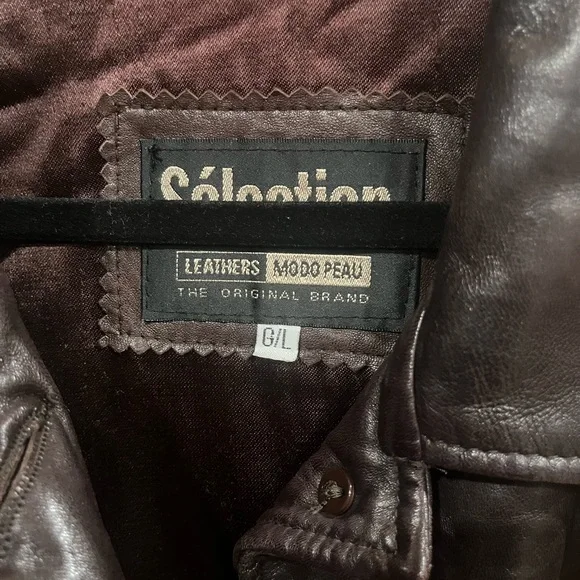 Sélection
LEATHERS MODO PEAU
THE ORIGINAL BRAND
G/L